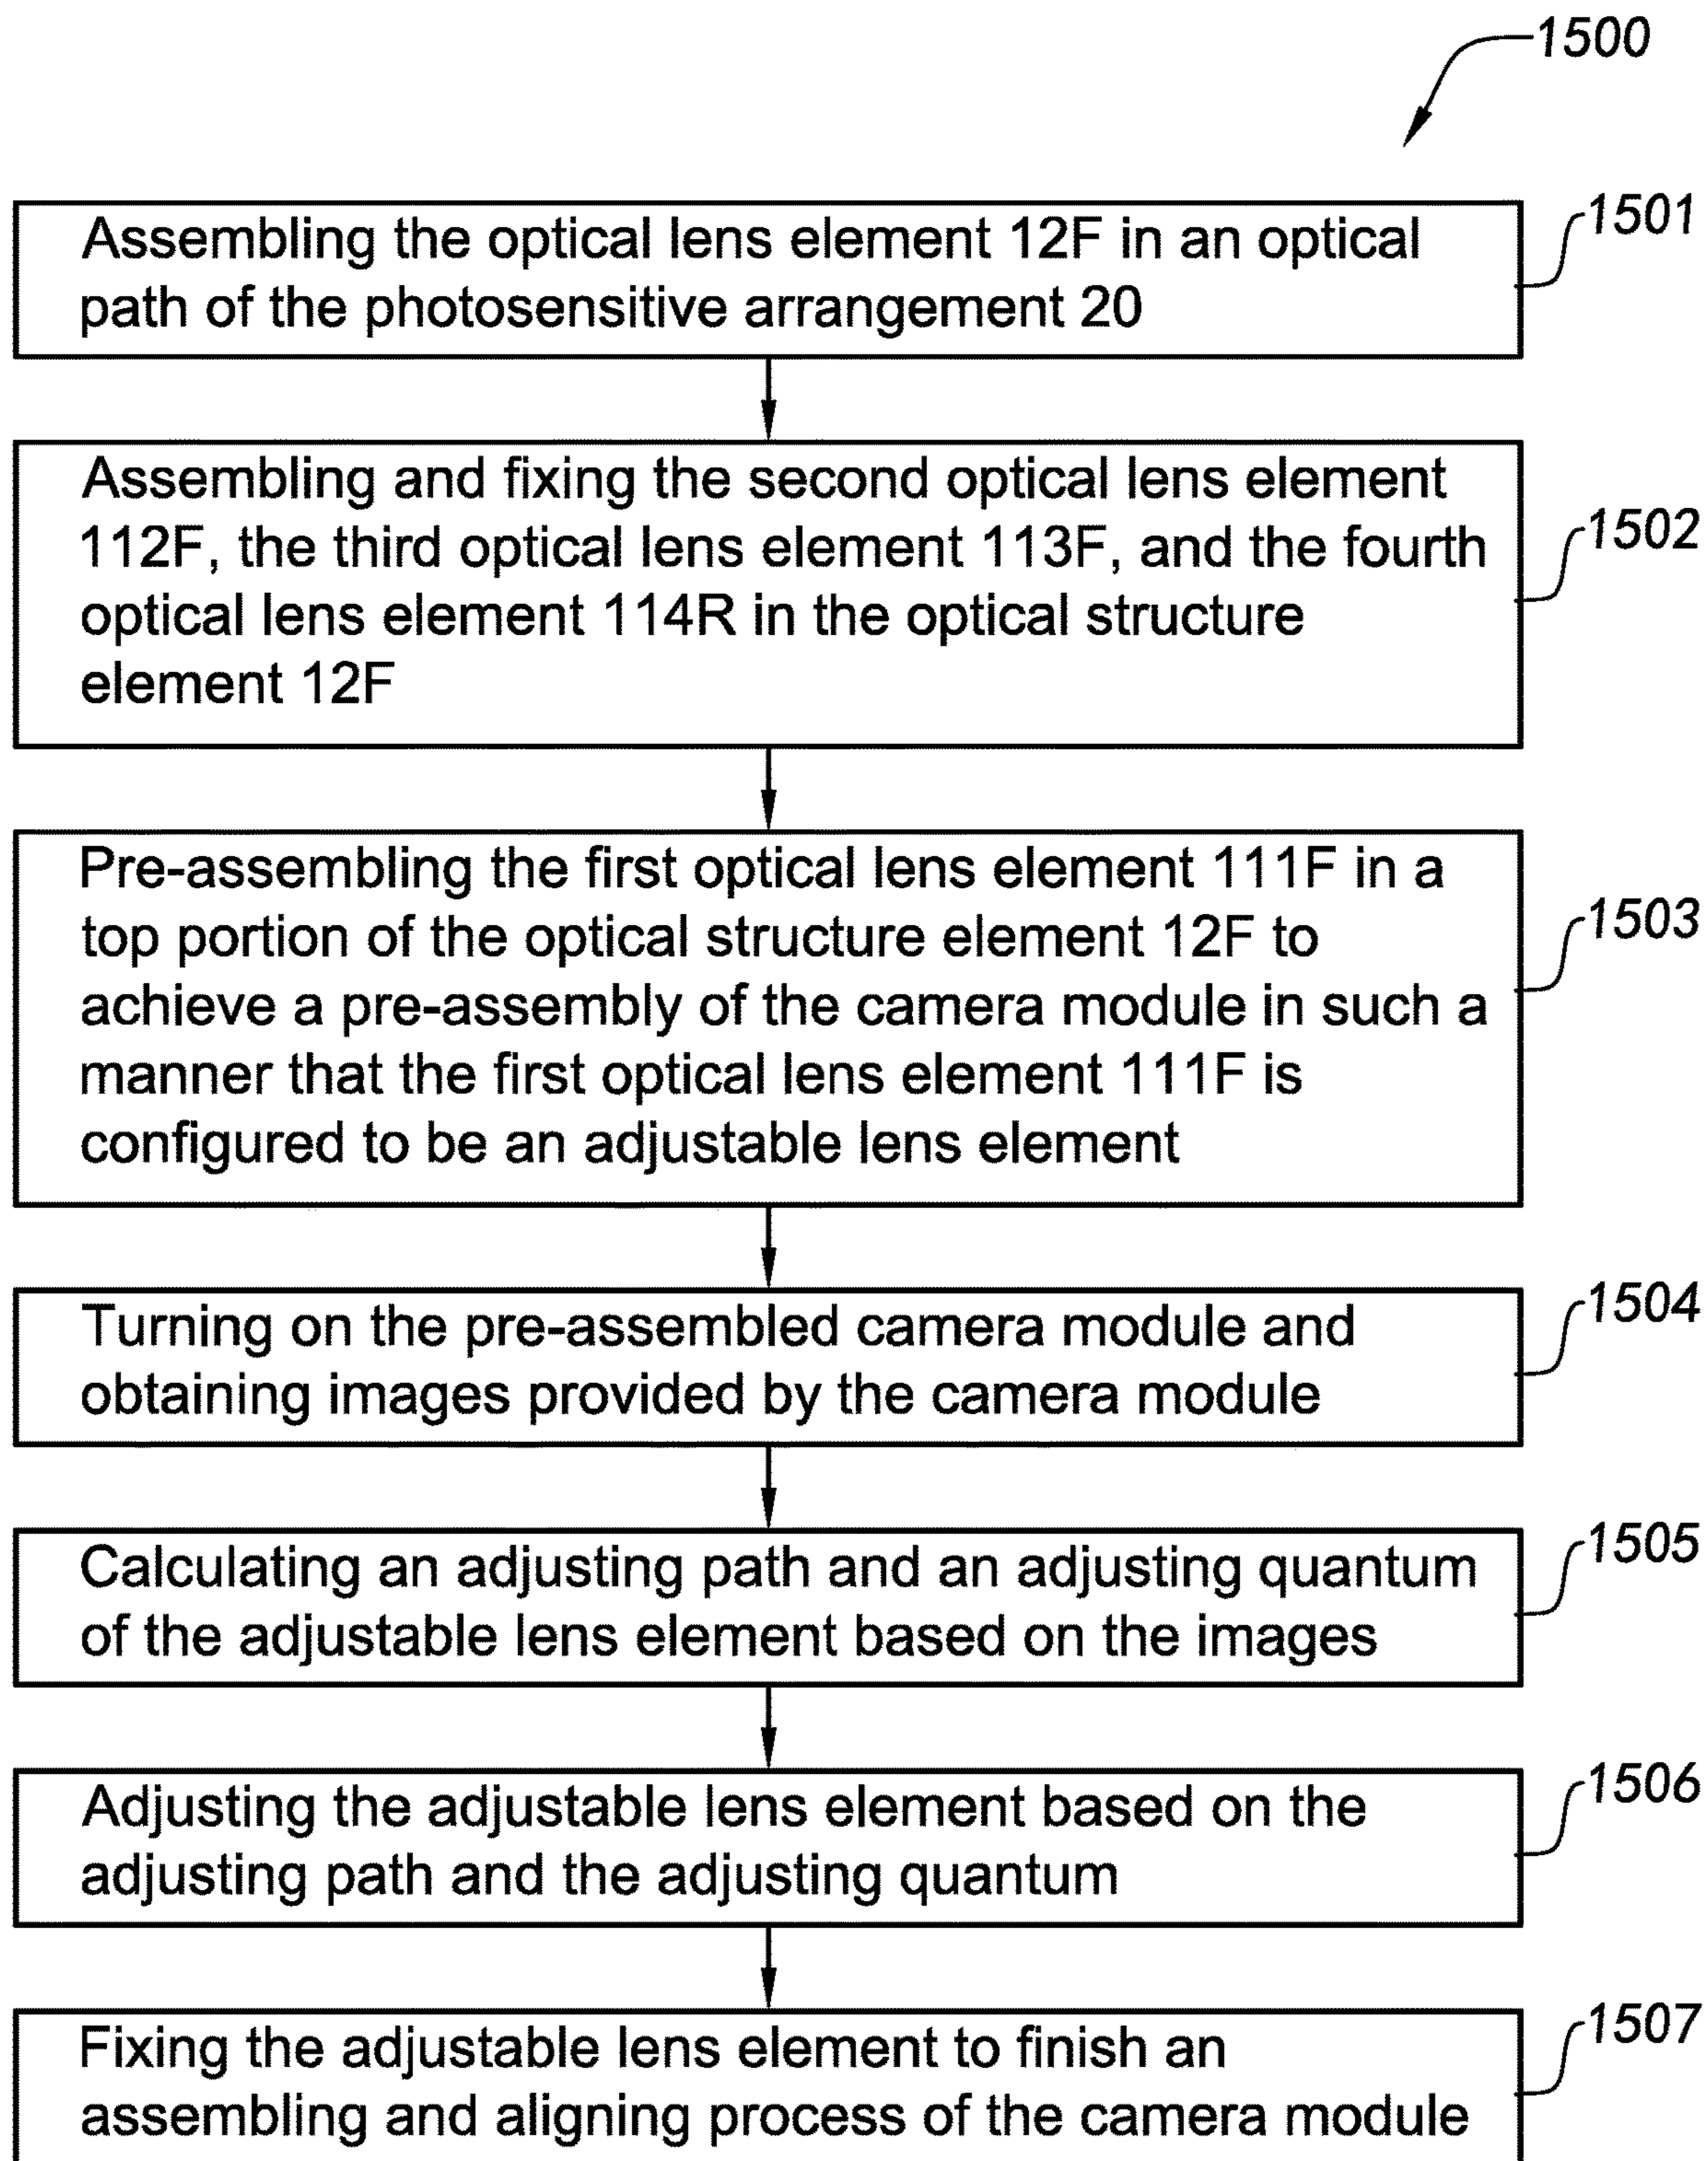 1500
Assembling the optical lens element 12F in an optical
path of the photosensitive arrangement 20
1501
Assembling and fixing the second optical lens element
112F, the third optical lens element 113F, and the fourth
optical lens element 114R in the optical structure
element 12F
1502
Pre-assembling the first optical lens element 111F in a
top portion of the optical structure element 12F to
achieve a pre-assembly of the camera module in such a
manner that the first optical lens element 111F is
configured to be an adjustable lens element
1503
Turning on the pre-assembled camera module and
obtaining images provided by the camera module
1504
Calculating an adjusting path and an adjusting quantum
of the adjustable lens element based on the images
1505
Adjusting the adjustable lens element based on the
adjusting path and the adjusting quantum
1506
Fixing the adjustable lens element to finish an
assembling and aligning process of the camera module
1507